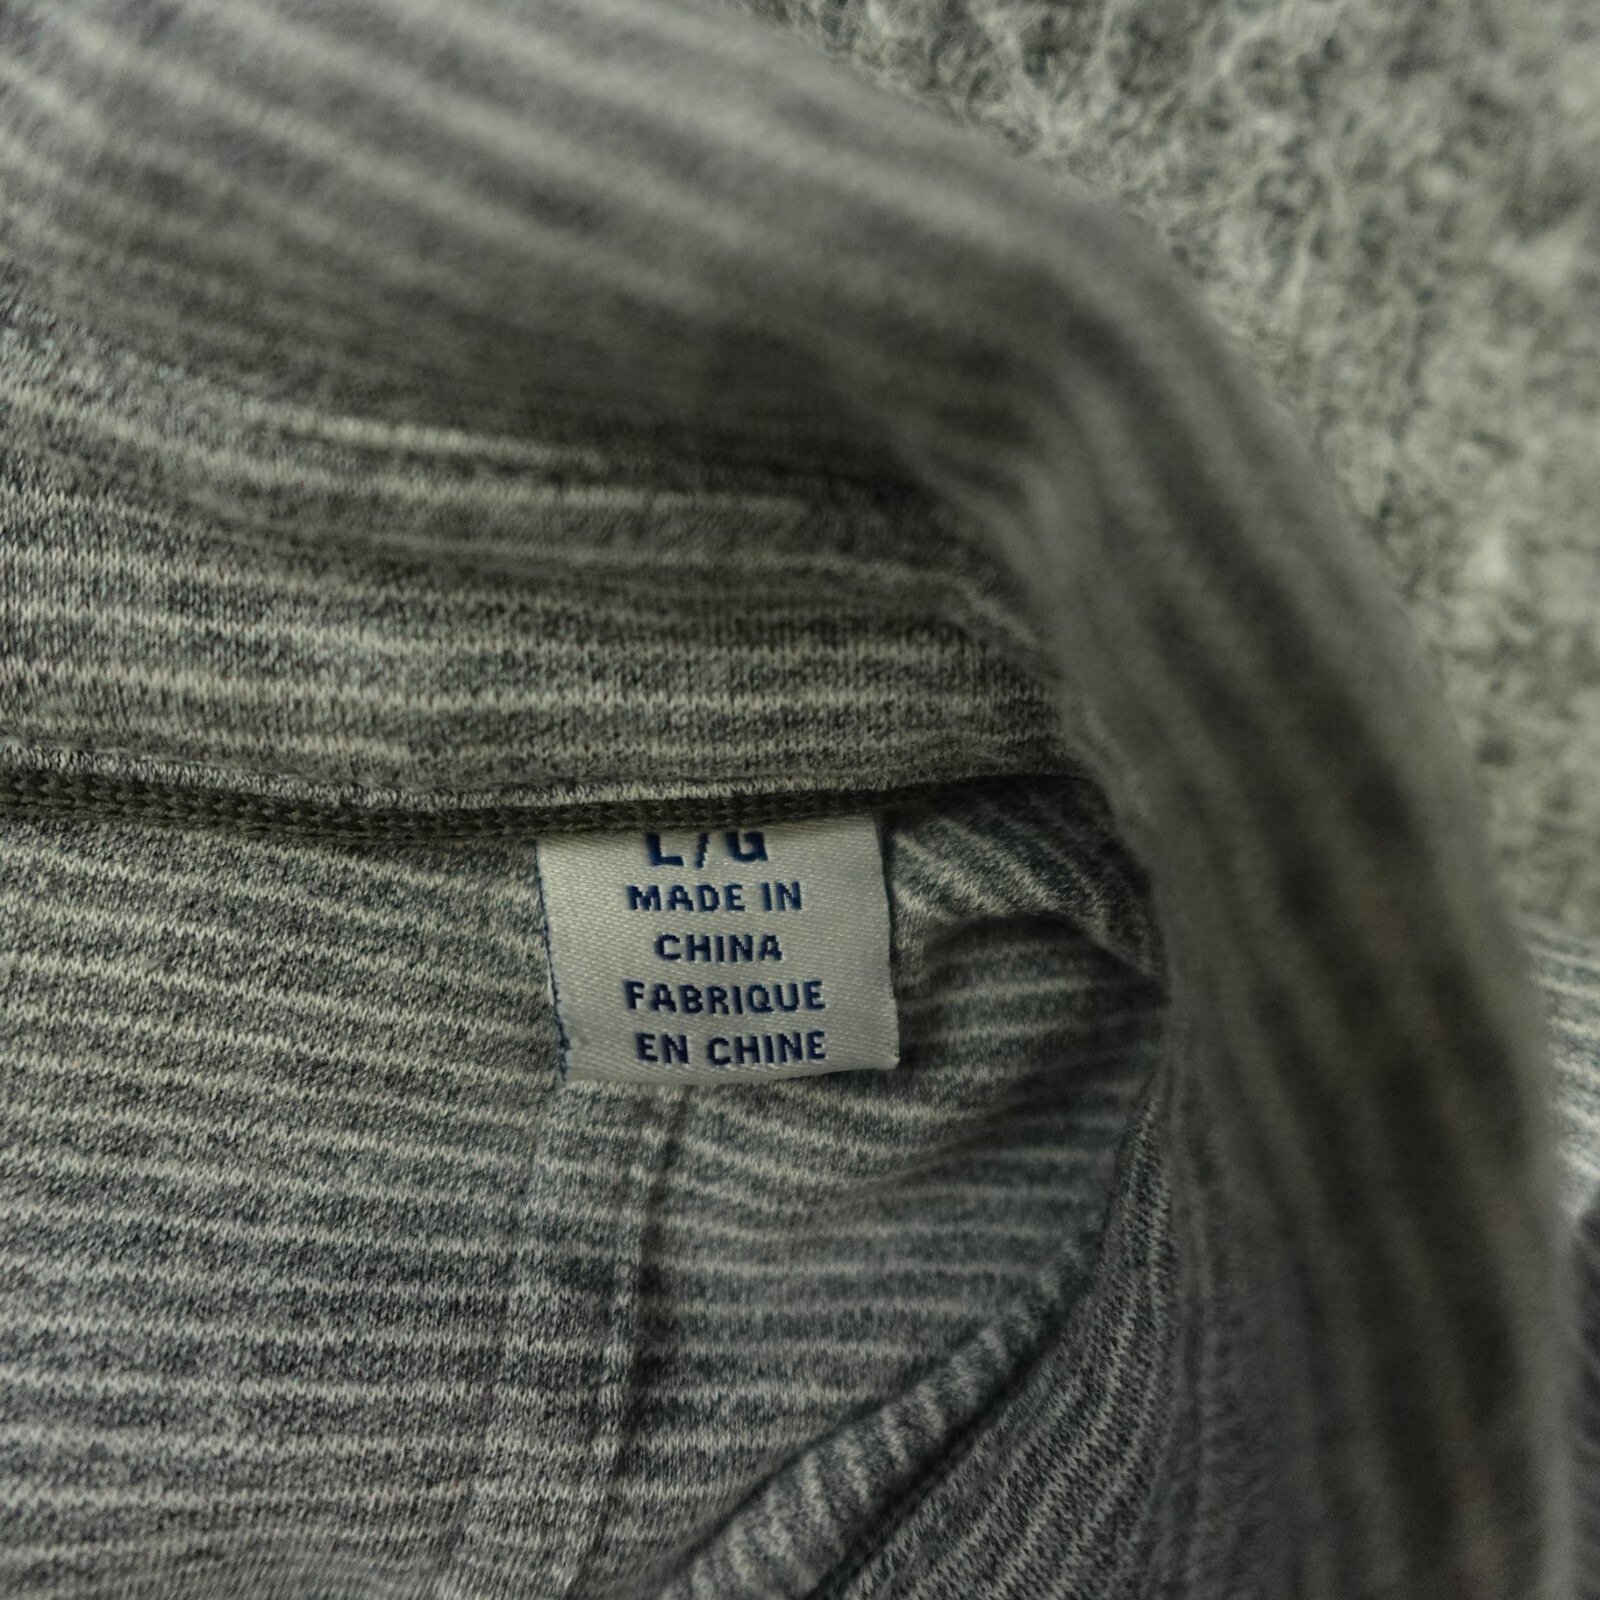 L/G
MADE IN
CHINA
FABRIQUE
EN CHINE